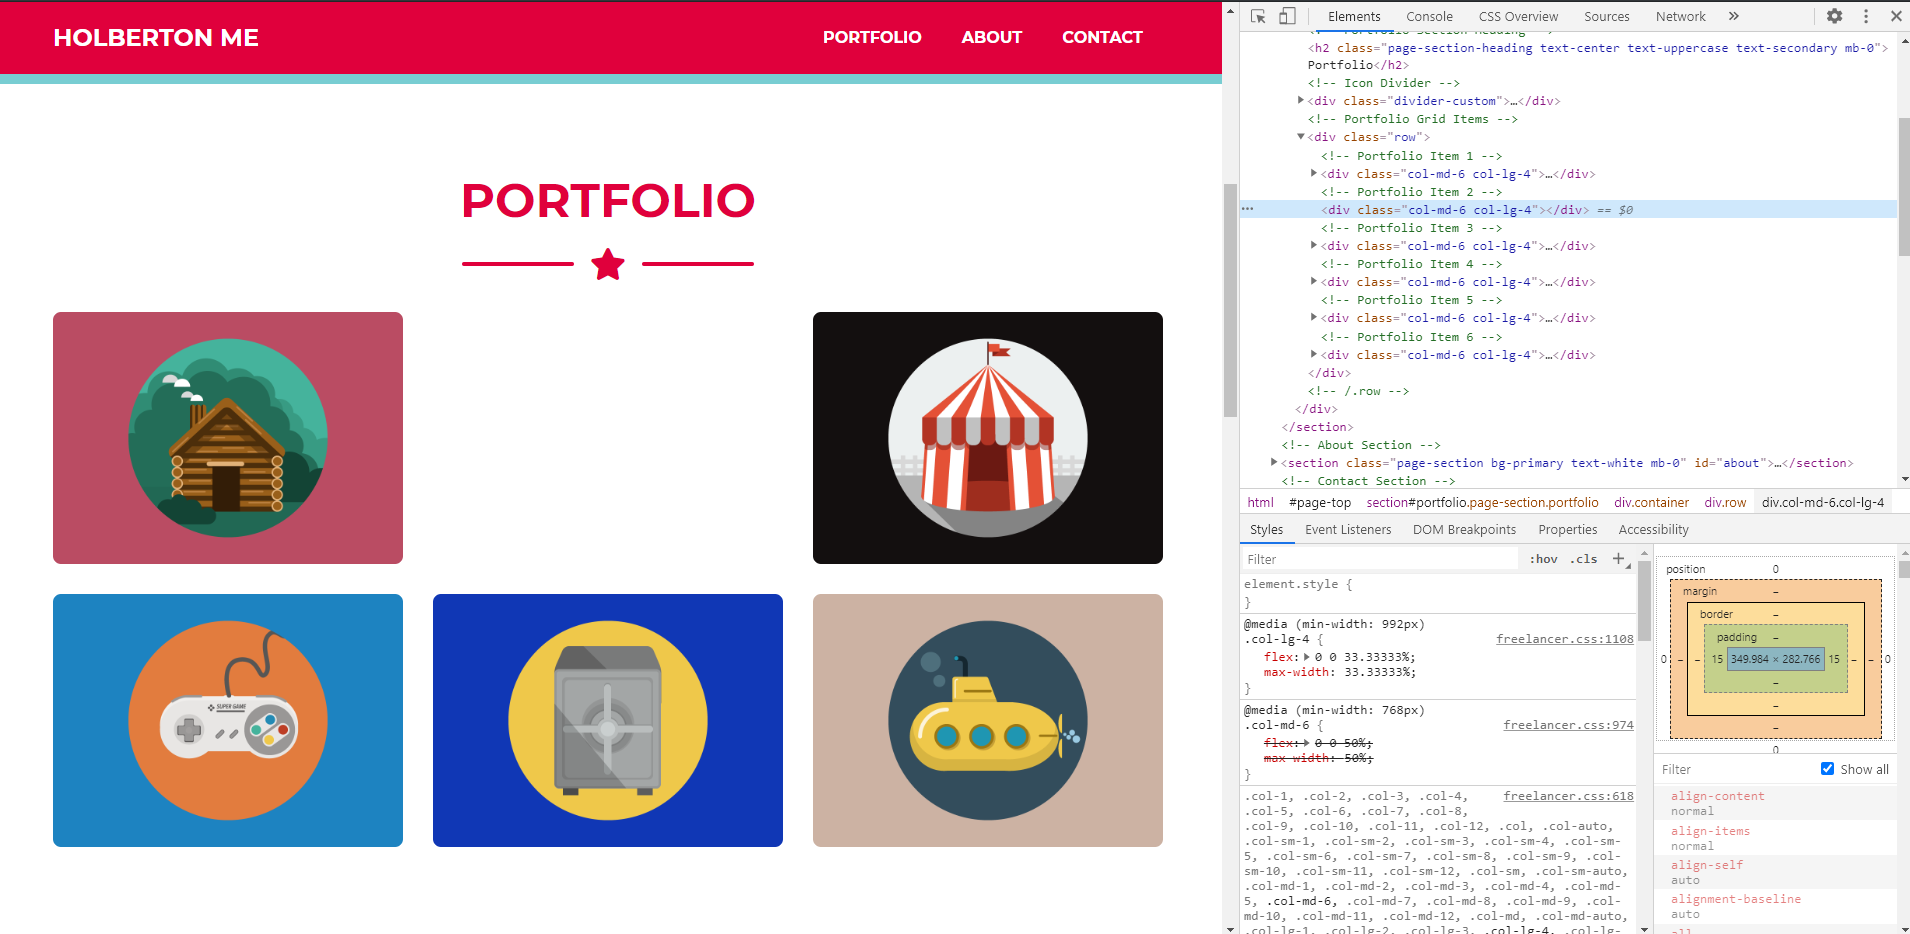 HOLBERTON ME
PORTFOLIO ABOUT CONTACT
PORTFOLIO
SUPER GAME
Elements Console CSS Overview Sources Network »
<!-- Portfolio Section Heading -->
<h2 class="page-section-heading text-center text-uppercase text-secondary mb-0">
Portfolio</h2>
<!-- Icon Divider -->
<div class="divider-custom">…</div>
<!-- Portfolio Grid Items -->
<div class="row">
<!-- Portfolio Item 1 -->
<div class="col-md-6 col-lg-4">…</div>
<!-- Portfolio Item 2 -->
<div class="col-md-6 col-lg-4"></div> == $0
<!-- Portfolio Item 3 -->
<div class="col-md-6 col-lg-4">…</div>
<!-- Portfolio Item 4 -->
<div class="col-md-6 col-lg-4">…</div>
<!-- Portfolio Item 5 -->
<div class="col-md-6 col-lg-4">…</div>
<!-- Portfolio Item 6 -->
<div class="col-md-6 col-lg-4">…</div>
</div>
<!-- /.row -->
</div>
</section>
<!-- About Section -->
<section class="page-section bg-primary text-white mb-0" id="about">…</section>
<!-- Contact Section -->
html #page-top section#portfolio.page-section.portfolio div.container div.row div.col-md-6.col-lg-4
Styles Event Listeners DOM Breakpoints Properties Accessibility
Filter :hov .cls +
element.style {
}
@media (min-width: 992px)
.col-lg-4 { freelancer.css:1108
flex: 0 0 33.33333%;
max-width: 33.33333%;
}
@media (min-width: 768px)
.col-md-6 { freelancer.css:974
flex: 0 0 50%;
max-width: 50%;
}
.col-1, .col-2, .col-3, .col-4, freelancer.css:618
.col-5, .col-6, .col-7, .col-8,
.col-9, .col-10, .col-11, .col-12, .col, .col-auto,
.col-sm-1, .col-sm-2, .col-sm-3, .col-sm-4, .col-sm-
5, .col-sm-6, .col-sm-7, .col-sm-8, .col-sm-9, .col-
sm-10, .col-sm-11, .col-sm-12, .col-sm, .col-sm-auto,
.col-md-1, .col-md-2, .col-md-3, .col-md-4, .col-md-
5, .col-md-6, .col-md-7, .col-md-8, .col-md-9, .col-
md-10, .col-md-11, .col-md-12, .col-md, .col-md-auto,
.col-lg-1, .col-lg-2, .col-lg-3, .col-lg-4, .col-lg-
position 0
margin –
border –
padding –
0 – – 15 349.984 × 282.766 15 – – 0
–
–
–
0
Filter Show all
align-content
normal
align-items
normal
align-self
auto
alignment-baseline
auto
all